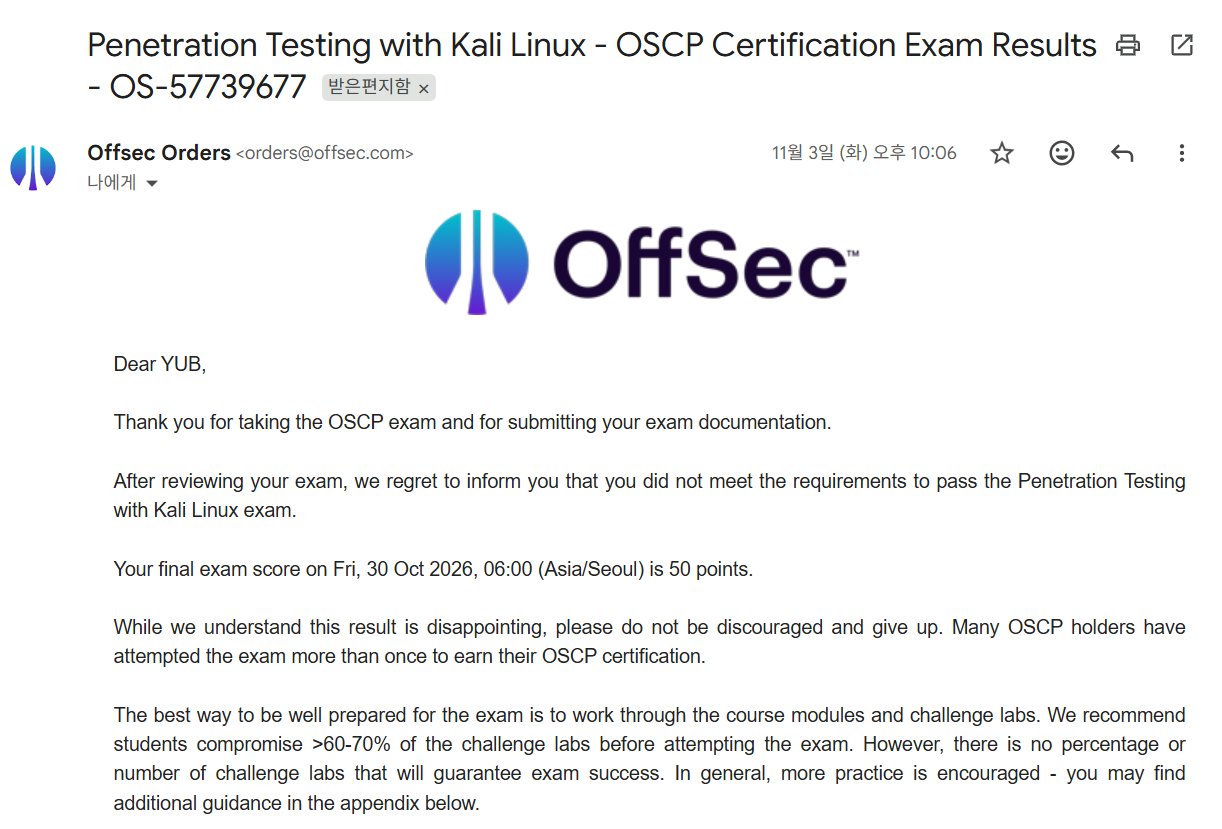 Penetration Testing with Kali Linux - OSCP Certification Exam Results
- OS-57739677 받은편지함 ×
Offsec Orders <orders@offsec.com>
11월 3일 (화) 오후 10:06
나에게
OffSec™
Dear YUB,
Thank you for taking the OSCP exam and for submitting your exam documentation.
After reviewing your exam, we regret to inform you that you did not meet the requirements to pass the Penetration Testing
with Kali Linux exam.
Your final exam score on Fri, 30 Oct 2026, 06:00 (Asia/Seoul) is 50 points.
While we understand this result is disappointing, please do not be discouraged and give up. Many OSCP holders have
attempted the exam more than once to earn their OSCP certification.
The best way to be well prepared for the exam is to work through the course modules and challenge labs. We recommend
students compromise >60-70% of the challenge labs before attempting the exam. However, there is no percentage or
number of challenge labs that will guarantee exam success. In general, more practice is encouraged - you may find
additional guidance in the appendix below.